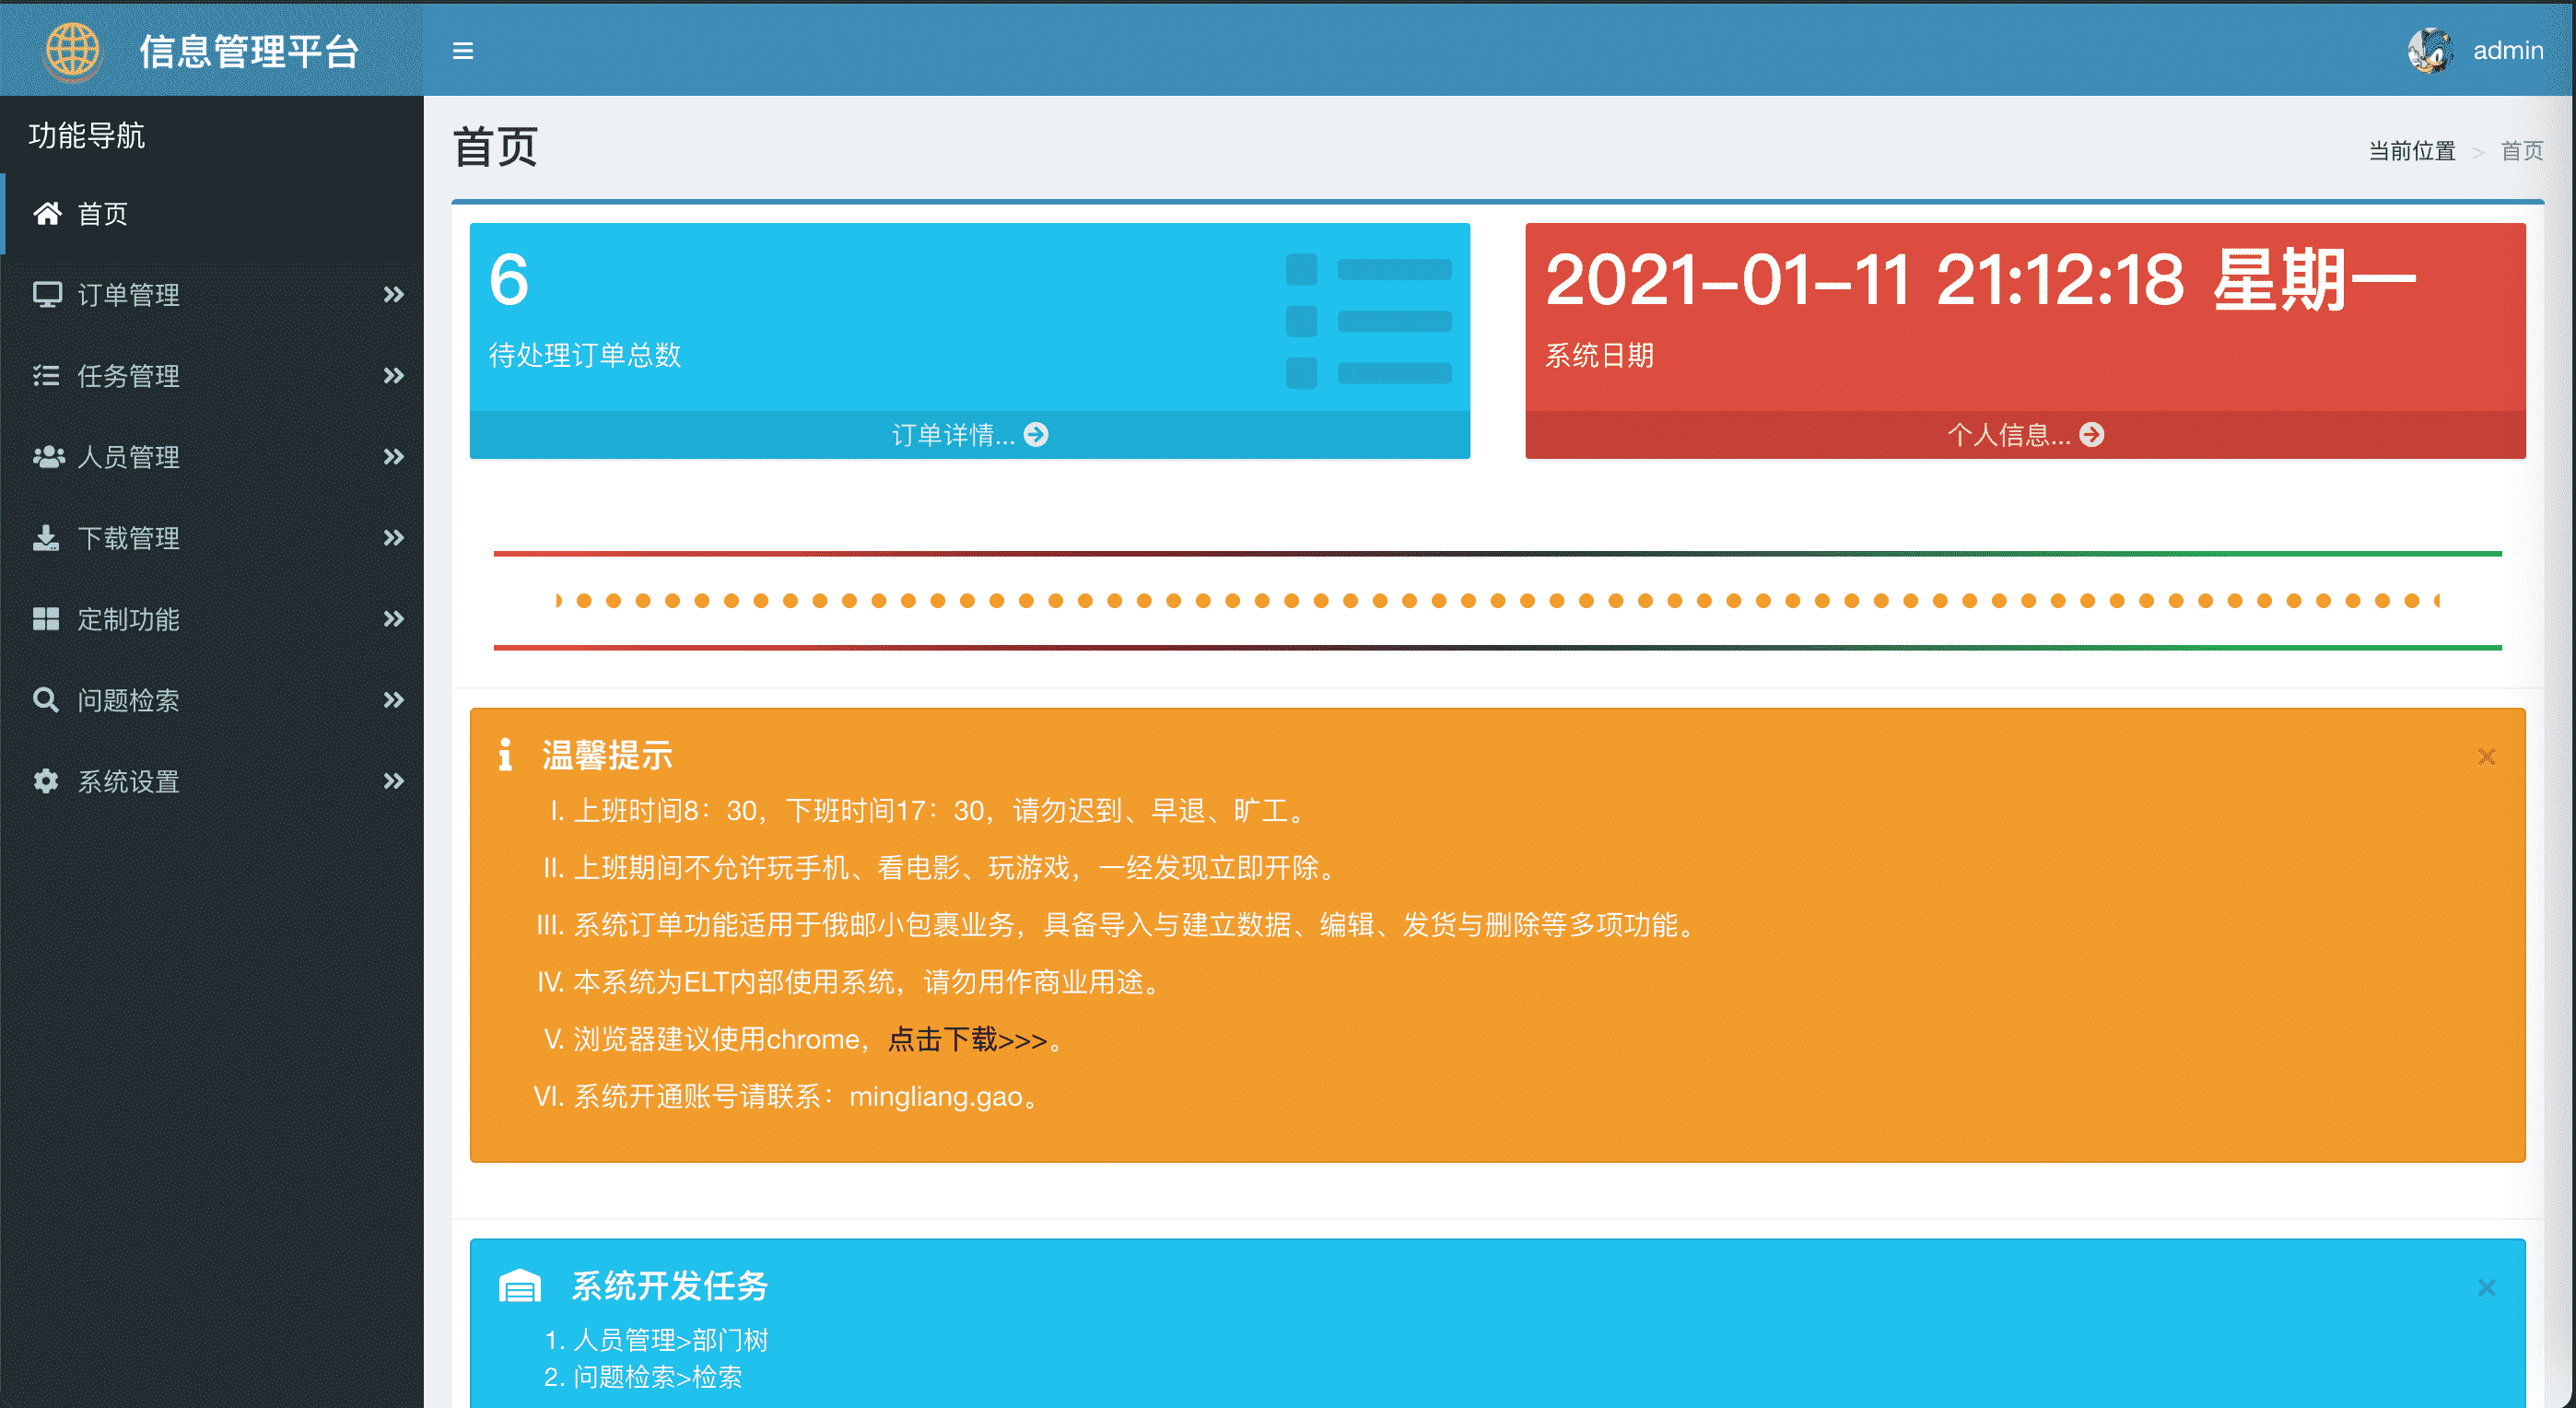 信息管理平台
admin
功能导航
首页
订单管理
任务管理
人员管理
下载管理
定制功能
问题检索
系统设置
首页
当前位置 > 首页
6
待处理订单总数
订单详情...
2021-01-11 21:12:18 星期一
系统日期
个人信息...
温馨提示
I. 上班时间8：30，下班时间17：30，请勿迟到、早退、旷工。
II. 上班期间不允许玩手机、看电影、玩游戏，一经发现立即开除。
III. 系统订单功能适用于俄邮小包裹业务，具备导入与建立数据、编辑、发货与删除等多项功能。
IV. 本系统为ELT内部使用系统，请勿用作商业用途。
V. 浏览器建议使用chrome，点击下载>>>。
VI. 系统开通账号请联系：mingliang.gao。
系统开发任务
1. 人员管理>部门树
2. 问题检索>检索